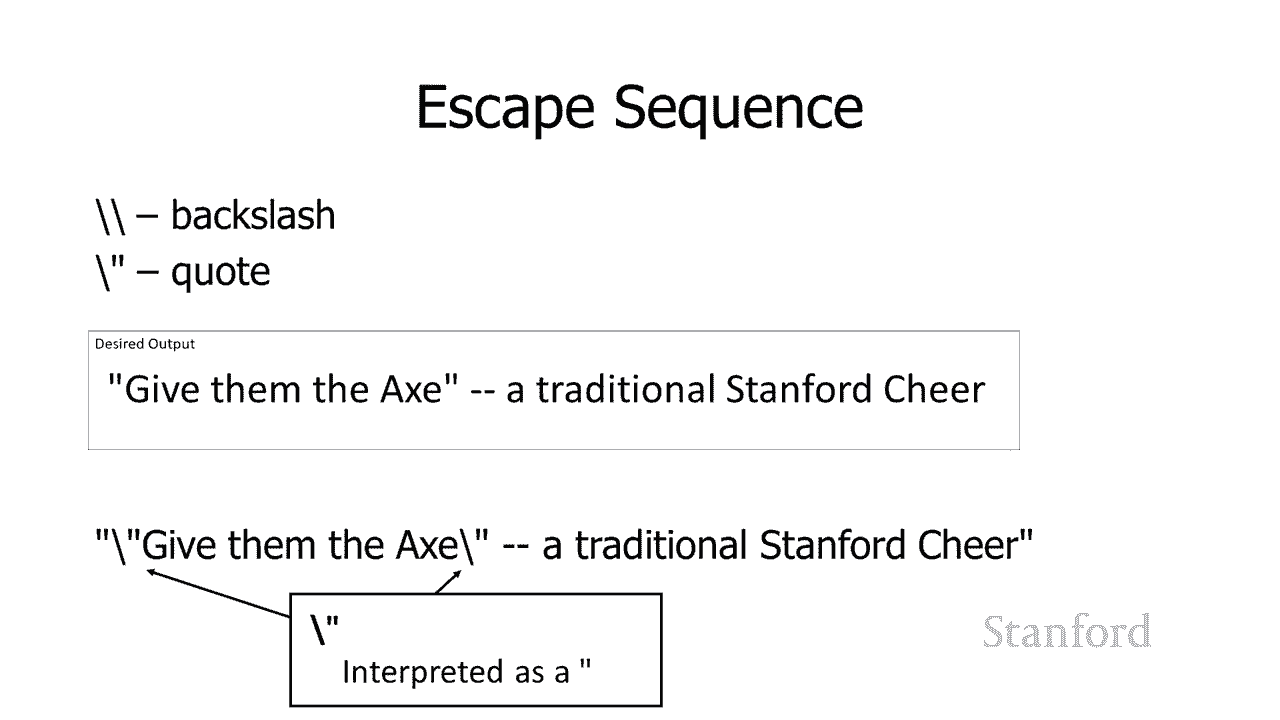 Escape Sequence
\\ – backslash
\" – quote
Desired Output
"Give them the Axe" -- a traditional Stanford Cheer
"\"Give them the Axe\" -- a traditional Stanford Cheer"
\"
Interpreted as a "
Stanford